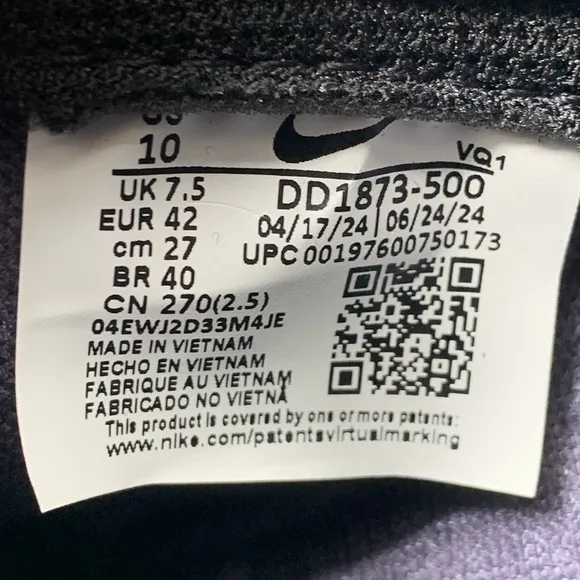 10
VQ1
UK 7.5
DD1873-500
EUR 42
04/17/24 | 06/24/24
cm 27
UPC 00197600750173
BR 40
CN 270(2.5)
04EWJ2D33M4JE
MADE IN VIETNAM
HECHO EN VIETNAM
FABRIQUE AU VIETNAM
FABRICADO NO VIETNÃ
This product is covered by one or more patents:
www.nike.com/patentsvirtualmarking